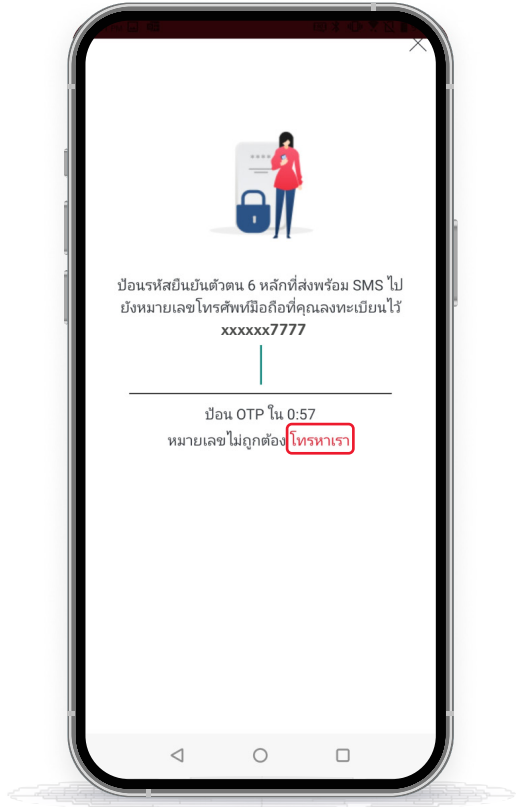 ป้อนรหัสยืนยันตัวตน 6 หลักที่ส่งพร้อม SMS ไป
ยังหมายเลขโทรศัพท์มือถือที่คุณลงทะเบียนไว้
xxxxxx7777
ป้อน OTP ใน 0:57
หมายเลขไม่ถูกต้อง โทรหาเรา